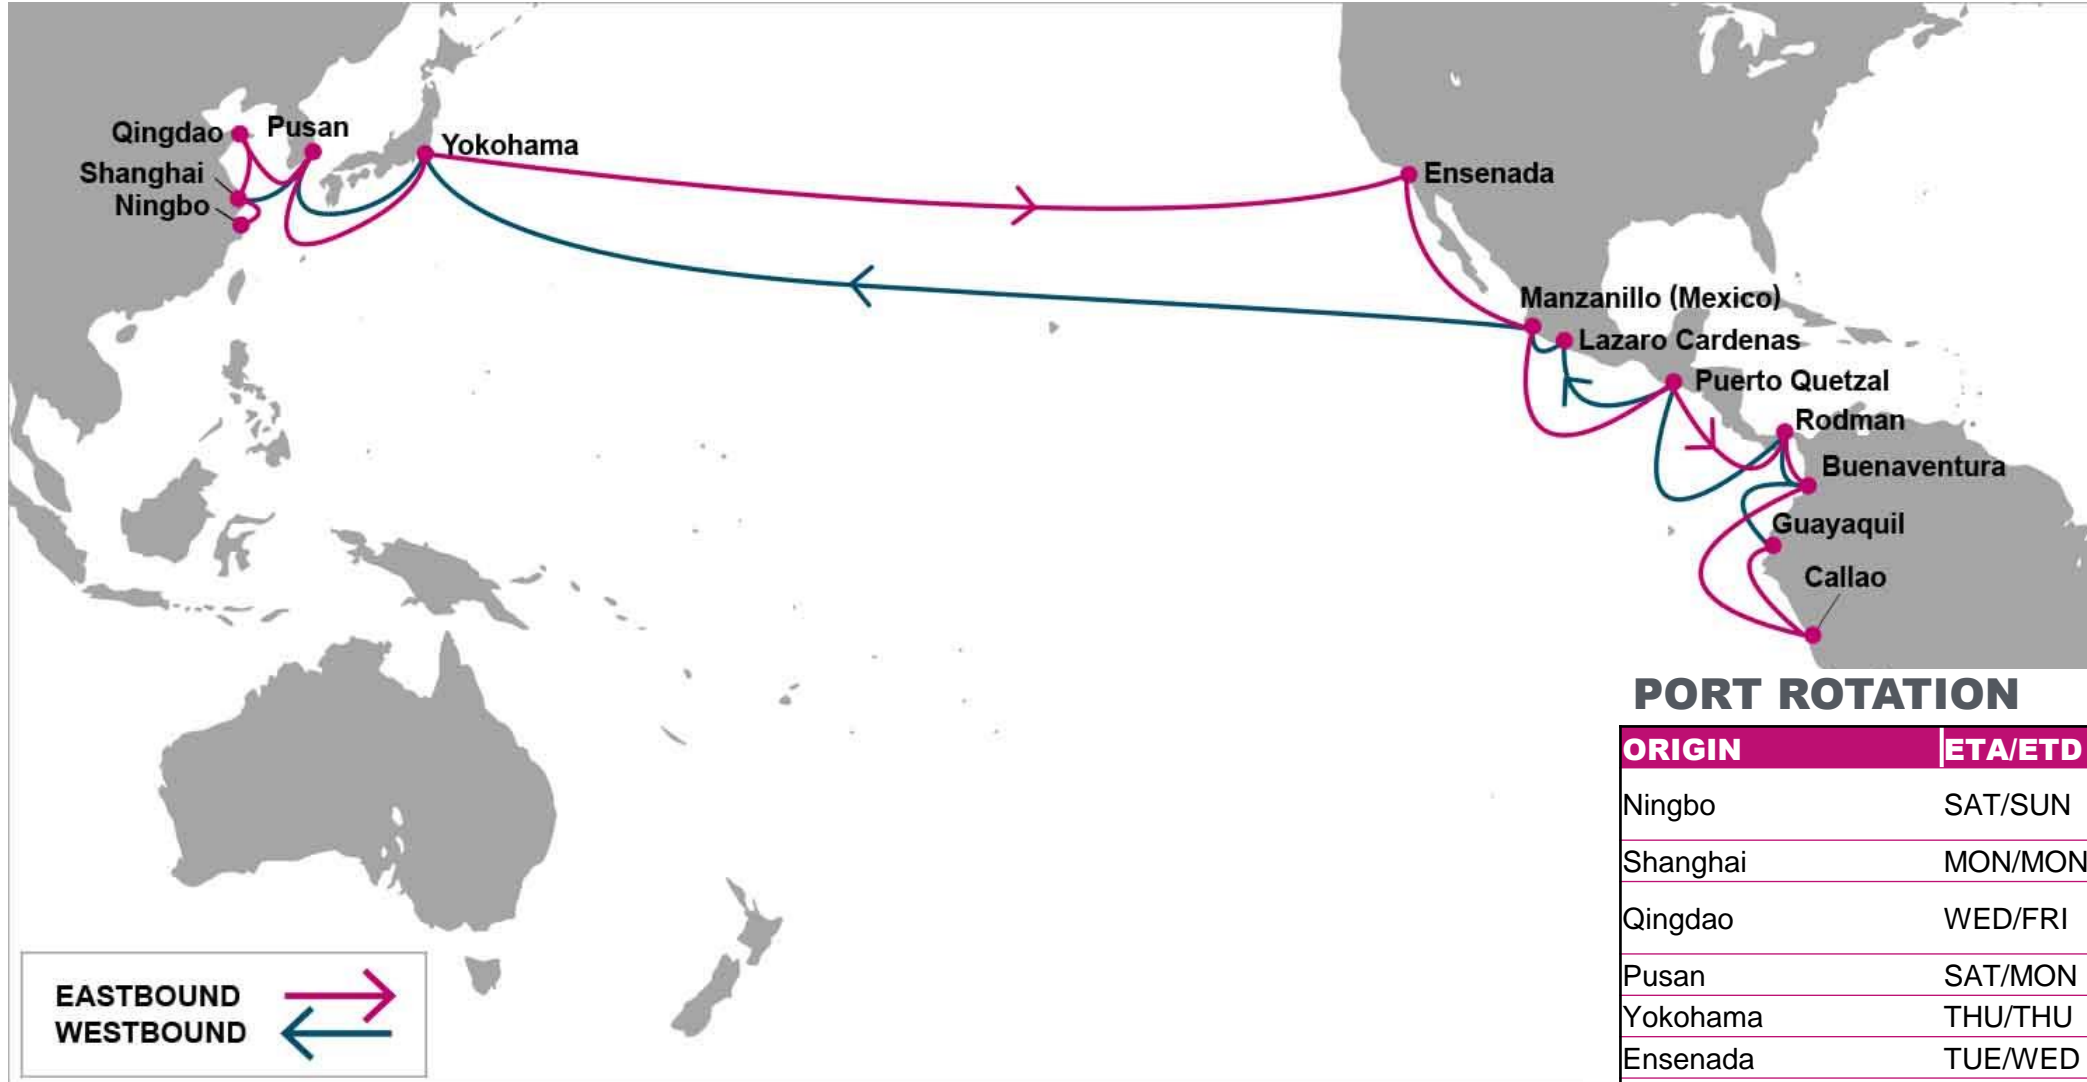 Qingdao
Pusan
Shanghai
Ningbo
Yokohama
Ensenada
Manzanillo (Mexico)
Lazaro Cardenas
Puerto Quetzal
Rodman
Buenaventura
Guayaquil
Callao
EASTBOUND
WESTBOUND
PORT ROTATION
ORIGIN ETA/ETD
Ningbo SAT/SUN
Shanghai MON/MON
Qingdao WED/FRI
Pusan SAT/MON
Yokohama THU/THU
Ensenada TUE/WED